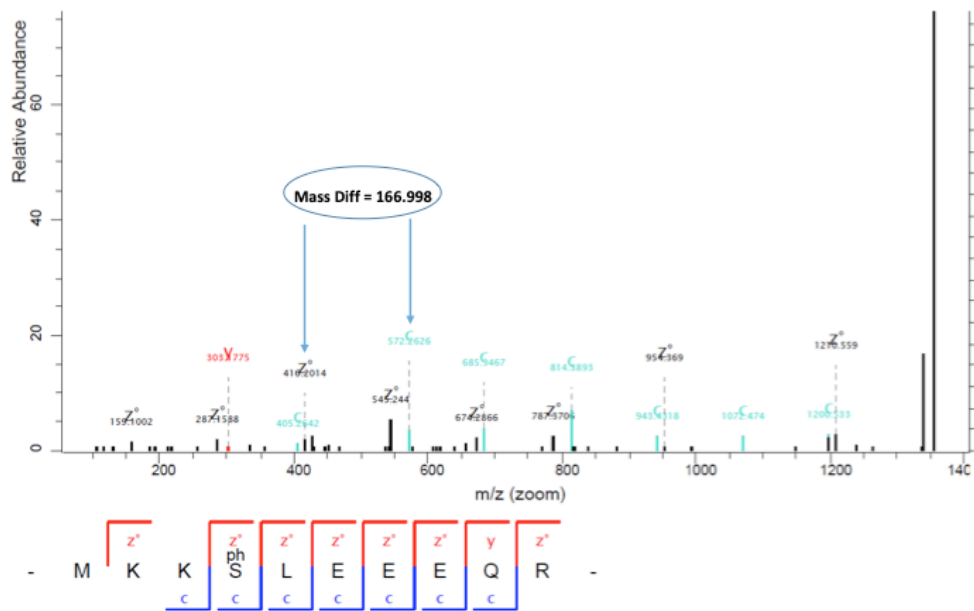 Relative Abundance
60
40
20
0
Mass Diff = 166.998
c
572.2626
y
303.1775
c
685.3467
c
814.3893
z°
954.369
z°
1210.559
z°
416.2014
z°
159.1002
z°
287.1588
c
405.2642
z°
545.244
z°
674.2866
z°
787.3706
c
943.4318
c
1072.474
c
1200.533
200 400 600 800 1000 1200 140
m/z (zoom)
z° z° z° z° z° z° y z°
ph
- M K K S L E E E Q R -
c c c c c c c